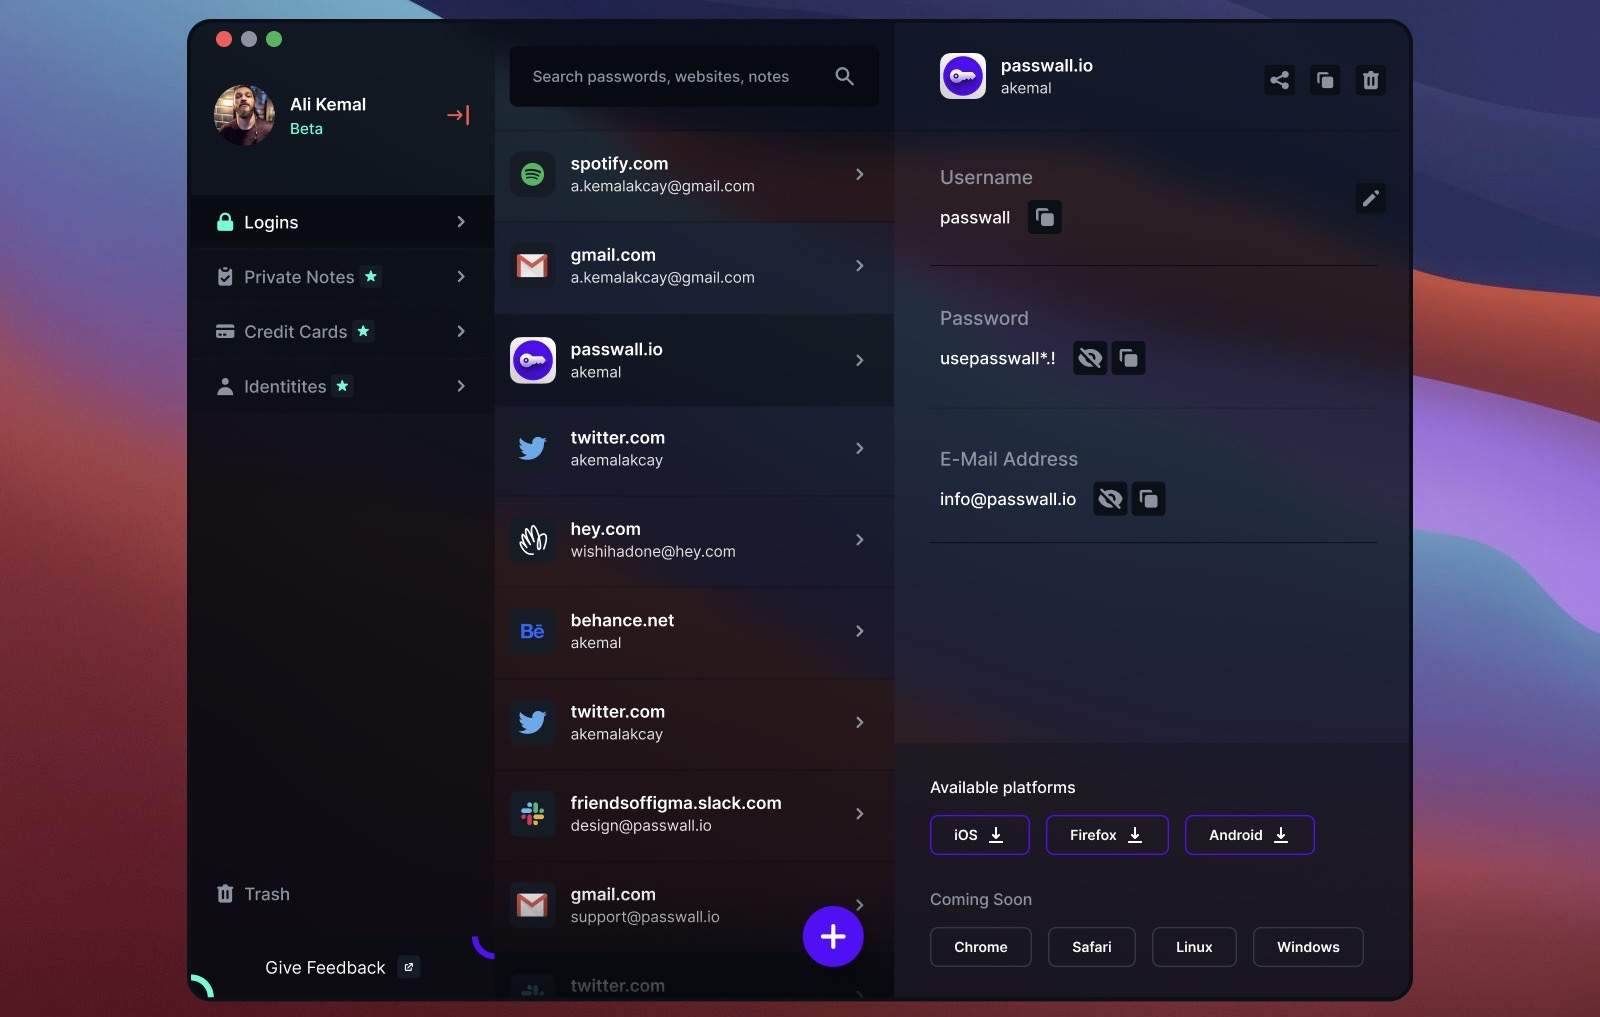 Ali Kemal
Beta
Logins
Private Notes
Credit Cards
Identitites
Trash
Give Feedback
Search passwords, websites, notes
spotify.com
a.kemalakcay@gmail.com
gmail.com
a.kemalakcay@gmail.com
passwall.io
akemal
twitter.com
akemalakcay
hey.com
wishihadone@hey.com
Bē
behance.net
akemal
twitter.com
akemalakcay
friendsoffigma.slack.com
design@passwall.io
gmail.com
support@passwall.io
twitter.com
passwall.io
akemal
Username
passwall
Password
usepasswall*.!
E-Mail Address
info@passwall.io
Available platforms
iOS
Firefox
Android
Coming Soon
Chrome
Safari
Linux
Windows